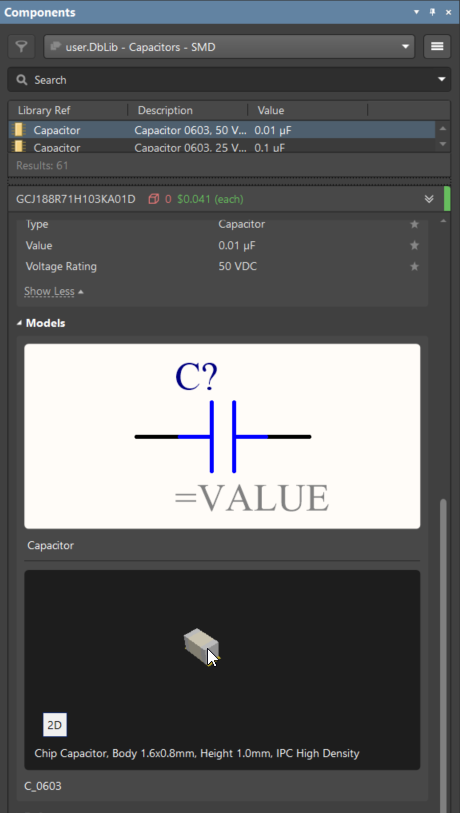 Components
user.DbLib - Capacitors - SMD
Search
Library Ref Description Value
Capacitor Capacitor 0603, 50 V... 0.01 µF
Capacitor Capacitor 0603, 25 V... 0.1 µF
Results: 61
GCJ188R71H103KA01D 0 $0.041 (each)
Type Capacitor
Value 0.01 µF
Voltage Rating 50 VDC
Show Less
Models
C?
=VALUE
Capacitor
2D
Chip Capacitor, Body 1.6x0.8mm, Height 1.0mm, IPC High Density
C_0603